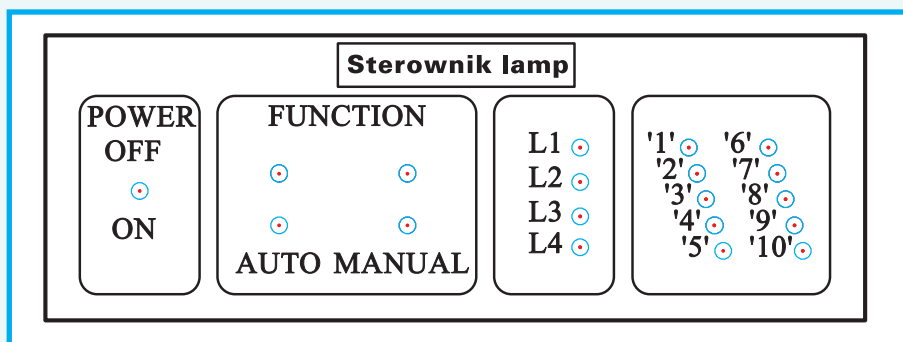 Sterownik lamp
POWER
OFF
ON
FUNCTION
AUTO MANUAL
L1
L2
L3
L4
'1' '6'
'2' '7'
'3' '8'
'4' '9'
'5' '10'